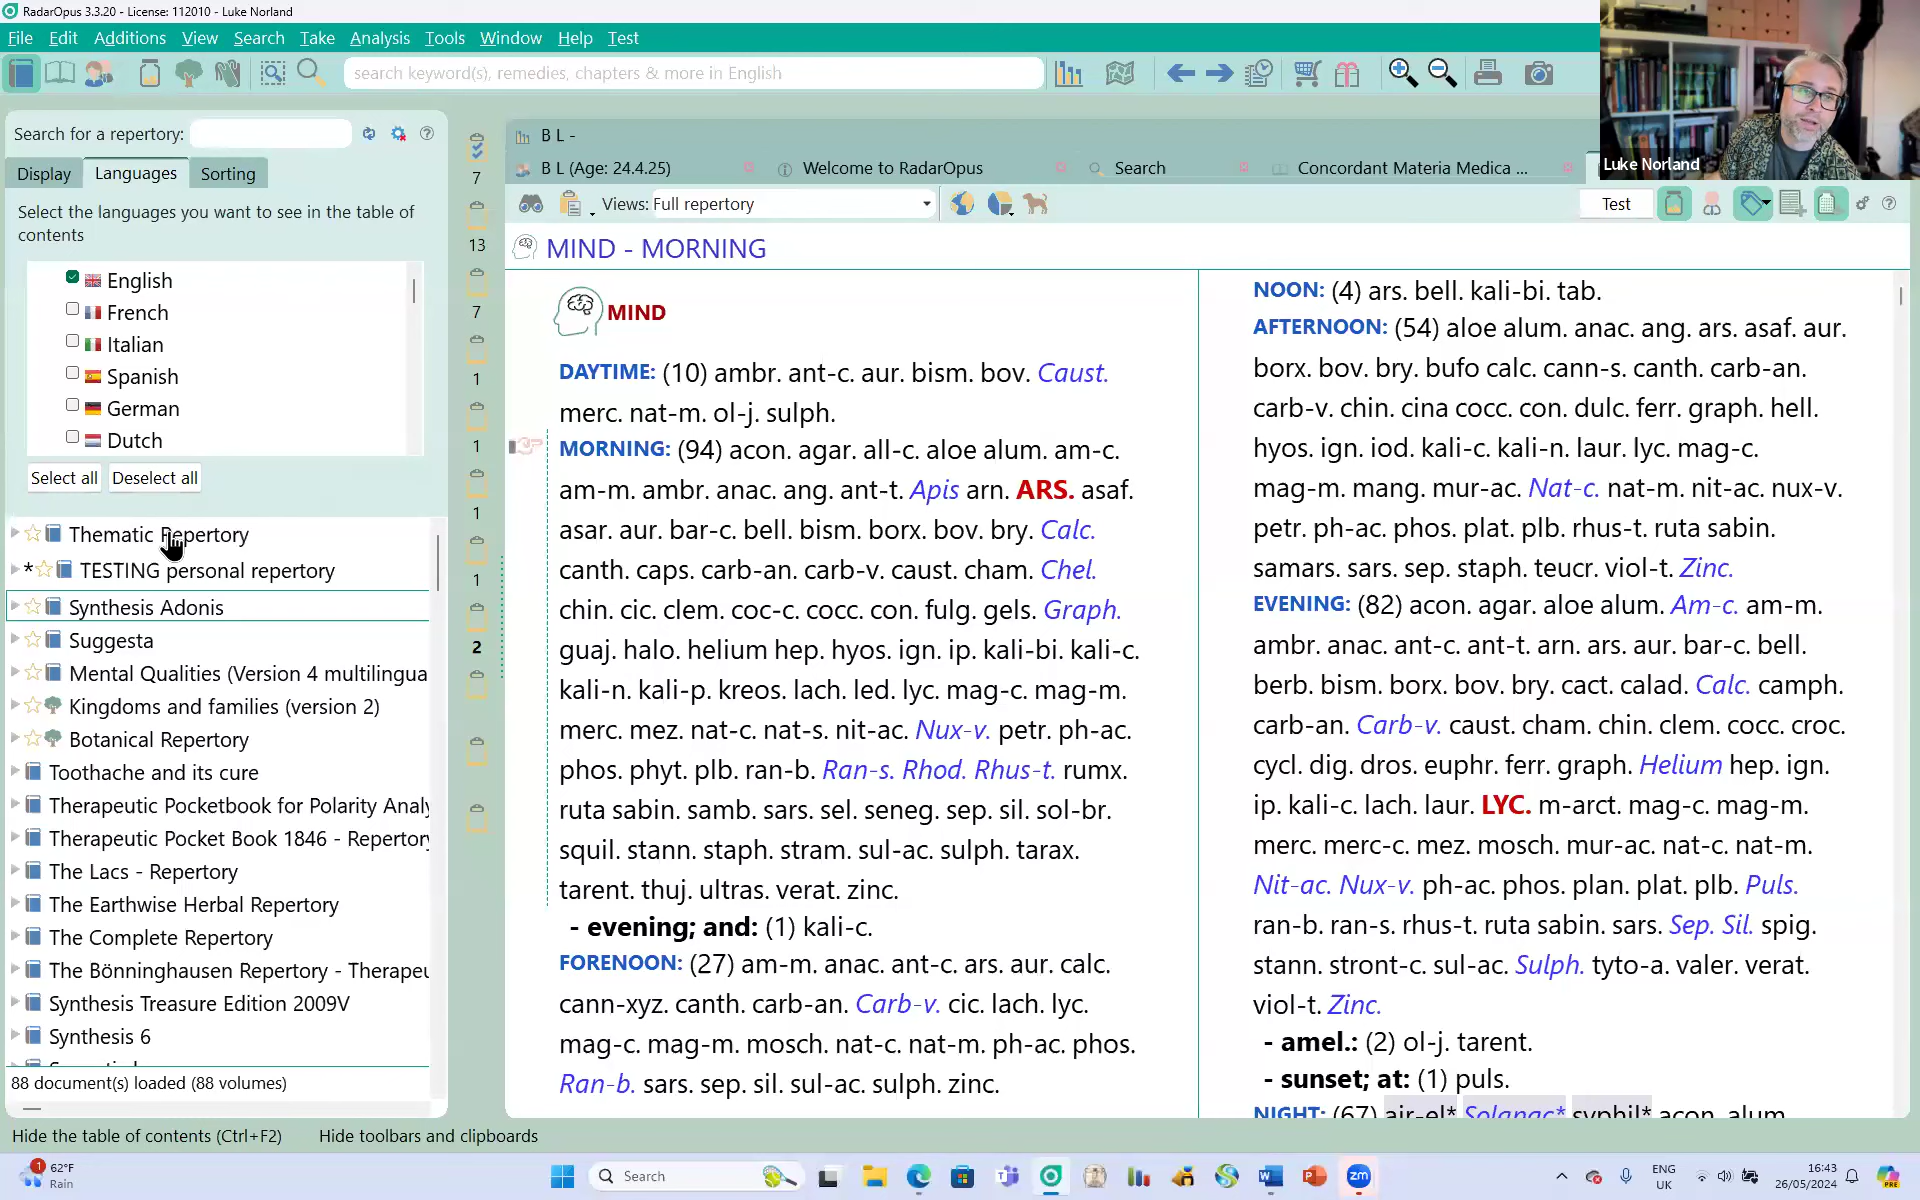 RadarOpus 3.3.20 - License: 112010 - Luke Norland
File Edit Additions View Search Take Analysis Tools Window Help Test
search keyword(s), remedies, chapters & more in English
Luke Norland
Search for a repertory:
Display Languages Sorting
Select the languages you want to see in the table of
contents
English
French
Italian
Spanish
German
Dutch
Select all Deselect all
Thematic Repertory
* TESTING personal repertory
Synthesis Adonis
Suggesta
Mental Qualities (Version 4 multilingua
Kingdoms and families (version 2)
Botanical Repertory
Toothache and its cure
Therapeutic Pocketbook for Polarity Analy
Therapeutic Pocket Book 1846 - Repertory
The Lacs - Repertory
The Earthwise Herbal Repertory
The Complete Repertory
The Bönninghausen Repertory - Therapeu
Synthesis Treasure Edition 2009V
Synthesis 6
88 document(s) loaded (88 volumes)
7
13
7
1
1
1
1
2
B L -
B L (Age: 24.4.25) Welcome to RadarOpus Search Concordant Materia Medica ...
Views: Full repertory Test
MIND - MORNING
MIND
DAYTIME: (10) ambr. ant-c. aur. bism. bov. Caust.
merc. nat-m. ol-j. sulph.
MORNING: (94) acon. agar. all-c. aloe alum. am-c.
am-m. ambr. anac. ang. ant-t. Apis arn. ARS. asaf.
asar. aur. bar-c. bell. bism. borx. bov. bry. Calc.
canth. caps. carb-an. carb-v. caust. cham. Chel.
chin. cic. clem. coc-c. cocc. con. fulg. gels. Graph.
guaj. halo. helium hep. hyos. ign. ip. kali-bi. kali-c.
kali-n. kali-p. kreos. lach. led. lyc. mag-c. mag-m.
merc. mez. nat-c. nat-s. nit-ac. Nux-v. petr. ph-ac.
phos. phyt. plb. ran-b. Ran-s. Rhod. Rhus-t. rumx.
ruta sabin. samb. sars. sel. seneg. sep. sil. sol-br.
squil. stann. staph. stram. sul-ac. sulph. tarax.
tarent. thuj. ultras. verat. zinc.
- evening; and: (1) kali-c.
FORENOON: (27) am-m. anac. ant-c. ars. aur. calc.
cann-xyz. canth. carb-an. Carb-v. cic. lach. lyc.
mag-c. mag-m. mosch. nat-c. nat-m. ph-ac. phos.
Ran-b. sars. sep. sil. sul-ac. sulph. zinc.
NOON: (4) ars. bell. kali-bi. tab.
AFTERNOON: (54) aloe alum. anac. ang. ars. asaf. aur.
borx. bov. bry. bufo calc. cann-s. canth. carb-an.
carb-v. chin. cina cocc. con. dulc. ferr. graph. hell.
hyos. ign. iod. kali-c. kali-n. laur. lyc. mag-c.
mag-m. mang. mur-ac. Nat-c. nat-m. nit-ac. nux-v.
petr. ph-ac. phos. plat. plb. rhus-t. ruta sabin.
samars. sars. sep. staph. teucr. viol-t. Zinc.
EVENING: (82) acon. agar. aloe alum. Am-c. am-m.
ambr. anac. ant-c. ant-t. arn. ars. aur. bar-c. bell.
berb. bism. borx. bov. bry. cact. calad. Calc. camph.
carb-an. Carb-v. caust. cham. chin. clem. cocc. croc.
cycl. dig. dros. euphr. ferr. graph. Helium hep. ign.
ip. kali-c. lach. laur. LYC. m-arct. mag-c. mag-m.
merc. merc-c. mez. mosch. mur-ac. nat-c. nat-m.
Nit-ac. Nux-v. ph-ac. phos. plan. plat. plb. Puls.
ran-b. ran-s. rhus-t. ruta sabin. sars. Sep. Sil. spig.
stann. stront-c. sul-ac. Sulph. tyto-a. valer. verat.
viol-t. Zinc.
- amel.: (2) ol-j. tarent.
- sunset; at: (1) puls.
NIGHT: (67) air-el* Solanac* syphil* acon. alum.
Hide the table of contents (Ctrl+F2) Hide toolbars and clipboards
1 62°F
Rain
Search
zm
ENG
UK
16:43
26/05/2024
PRE